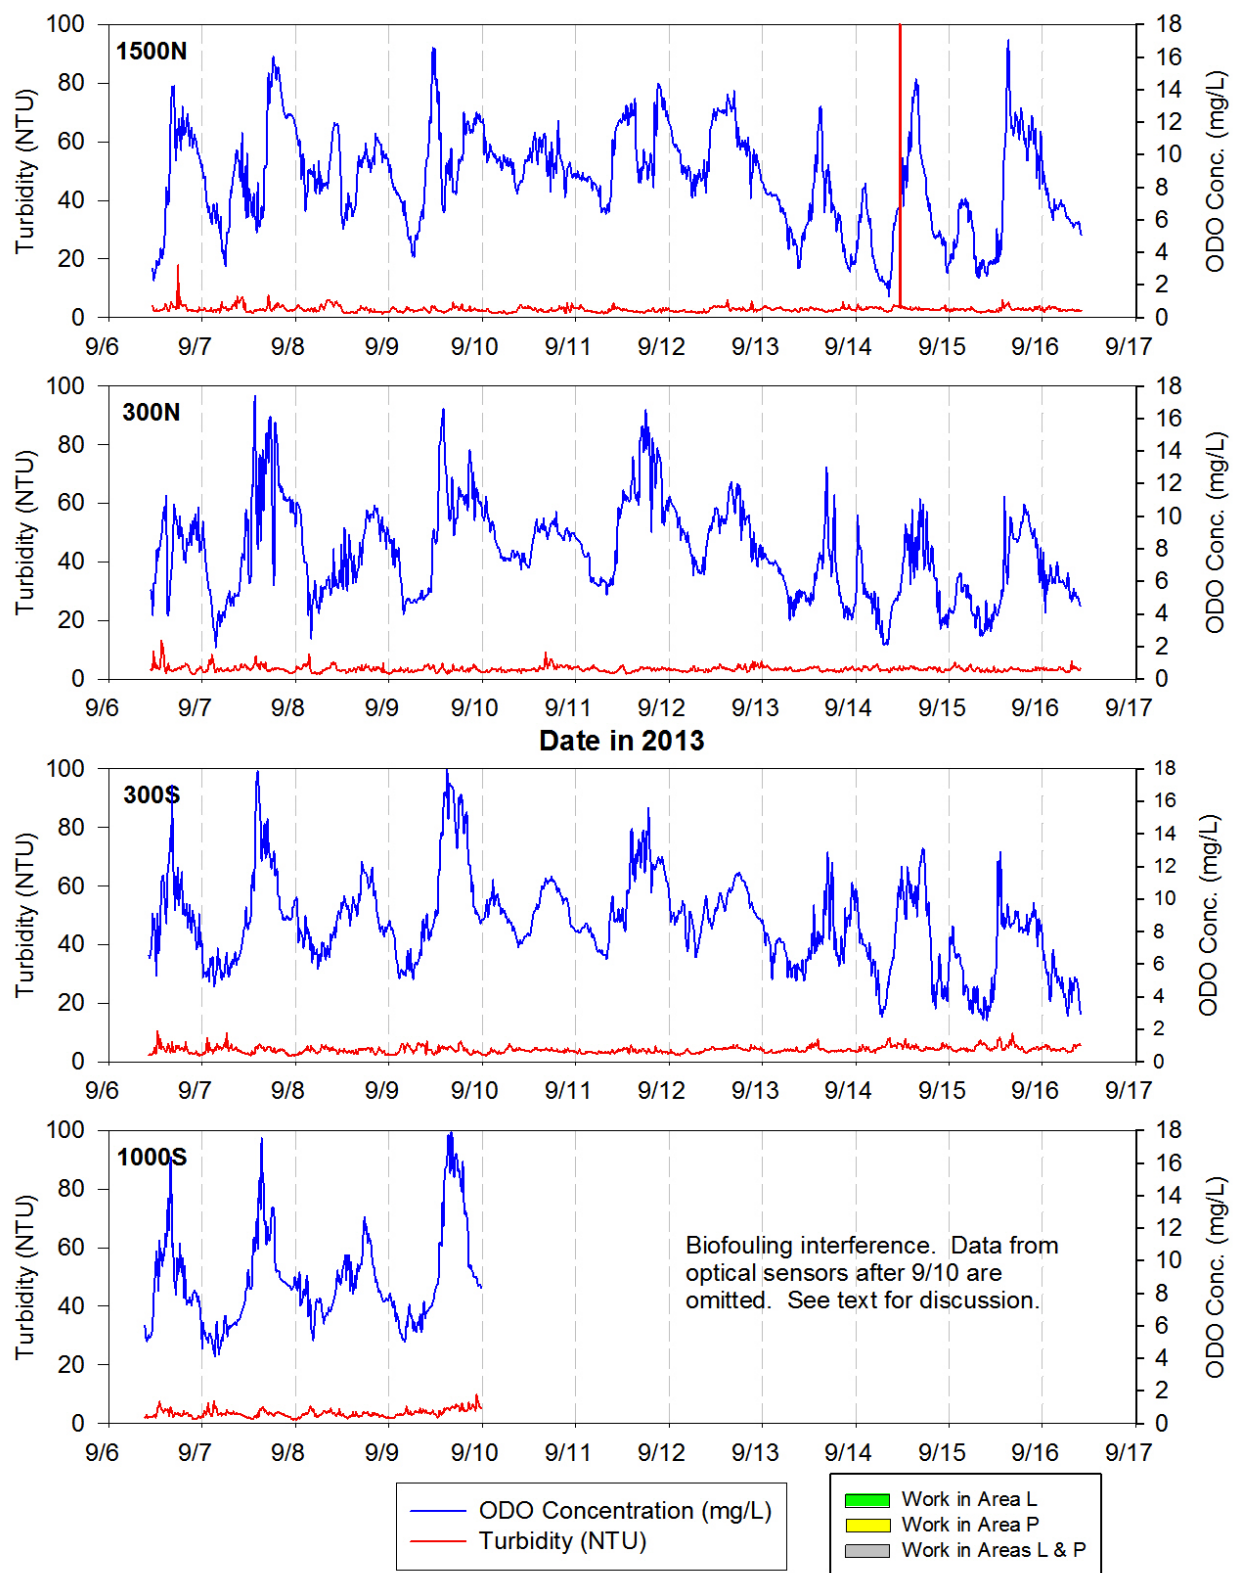 1500N
100
80
60
40
20
0
Turbidity (NTU)
18
16
14
12
10
8
6
4
2
0
ODO Conc. (mg/L)
9/6 9/7 9/8 9/9 9/10 9/11 9/12 9/13 9/14 9/15 9/16 9/17
300N
100
80
60
40
20
0
Turbidity (NTU)
18
16
14
12
10
8
6
4
2
0
ODO Conc. (mg/L)
9/6 9/7 9/8 9/9 9/10 9/11 9/12 9/13 9/14 9/15 9/16 9/17
Date in 2013
300S
100
80
60
40
20
0
Turbidity (NTU)
18
16
14
12
10
8
6
4
2
0
ODO Conc. (mg/L)
9/6 9/7 9/8 9/9 9/10 9/11 9/12 9/13 9/14 9/15 9/16 9/17
1000S
100
80
60
40
20
0
Turbidity (NTU)
18
16
14
12
10
8
6
4
2
0
ODO Conc. (mg/L)
Biofouling interference. Data from
optical sensors after 9/10 are
omitted. See text for discussion.
9/6 9/7 9/8 9/9 9/10 9/11 9/12 9/13 9/14 9/15 9/16 9/17
ODO Concentration (mg/L)
Turbidity (NTU)
Work in Area L
Work in Area P
Work in Areas L & P